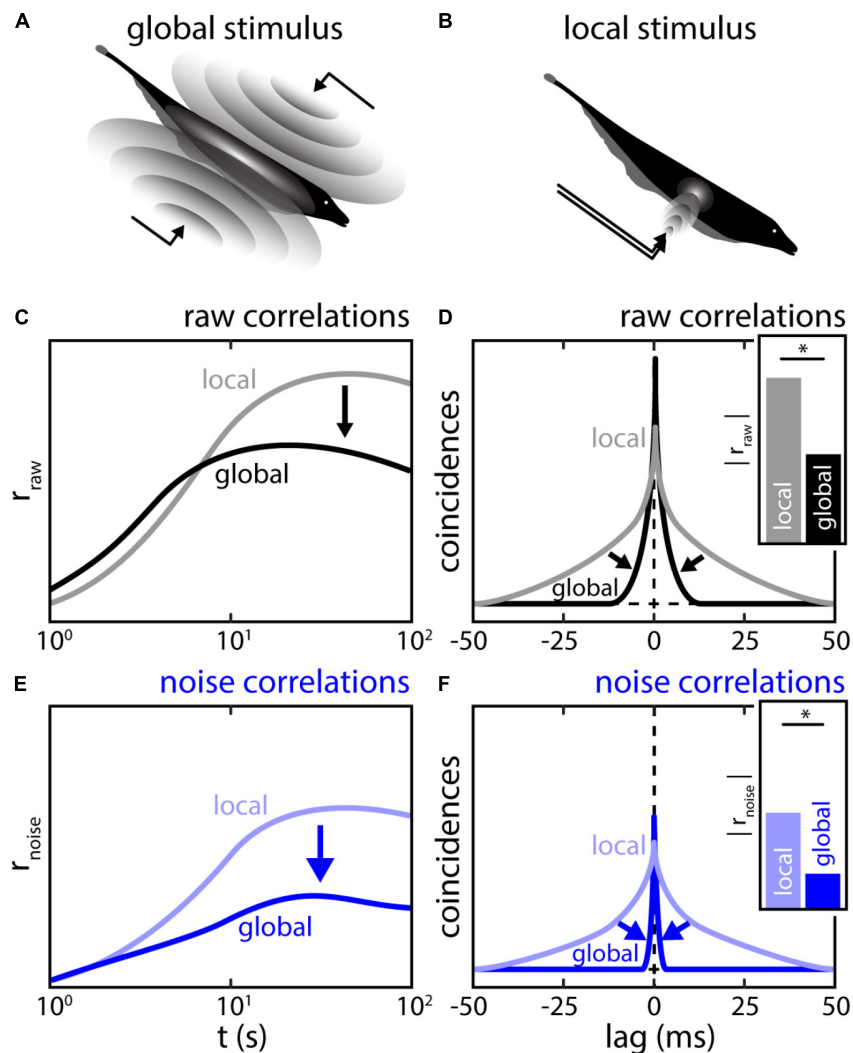 A
global stimulus
B
local stimulus
C
raw correlations
r_raw
local
global
10^0
10^1
10^2
D
raw correlations
coincidences
local
global
-50
-25
0
25
50
*
| r_raw |
local
global
E
noise correlations
r_noise
local
global
10^0
10^1
10^2
t (s)
F
noise correlations
coincidences
local
global
-50
-25
0
25
50
lag (ms)
*
| r_noise |
local
global